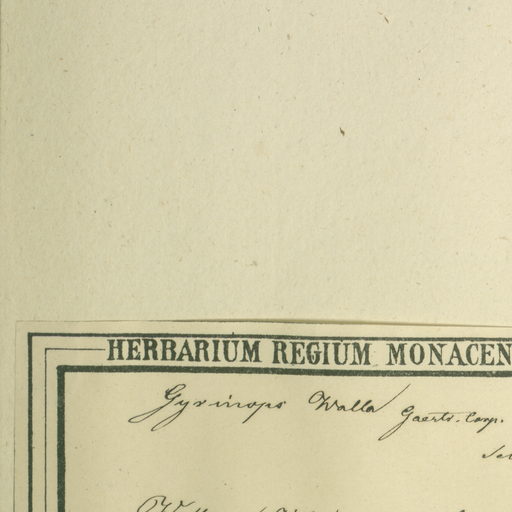 HERBARIUM REGIUM MONACEN
Gyrinops Walla Gaertn. Carp.